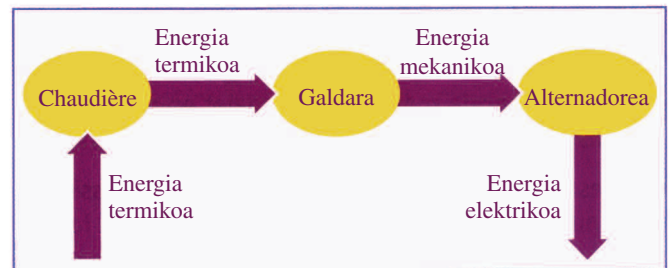 Energia
termikoa
Energia
mekanikoa
Chaudière
Galdara
Alternadorea
Energia
termikoa
Energia
elektrikoa